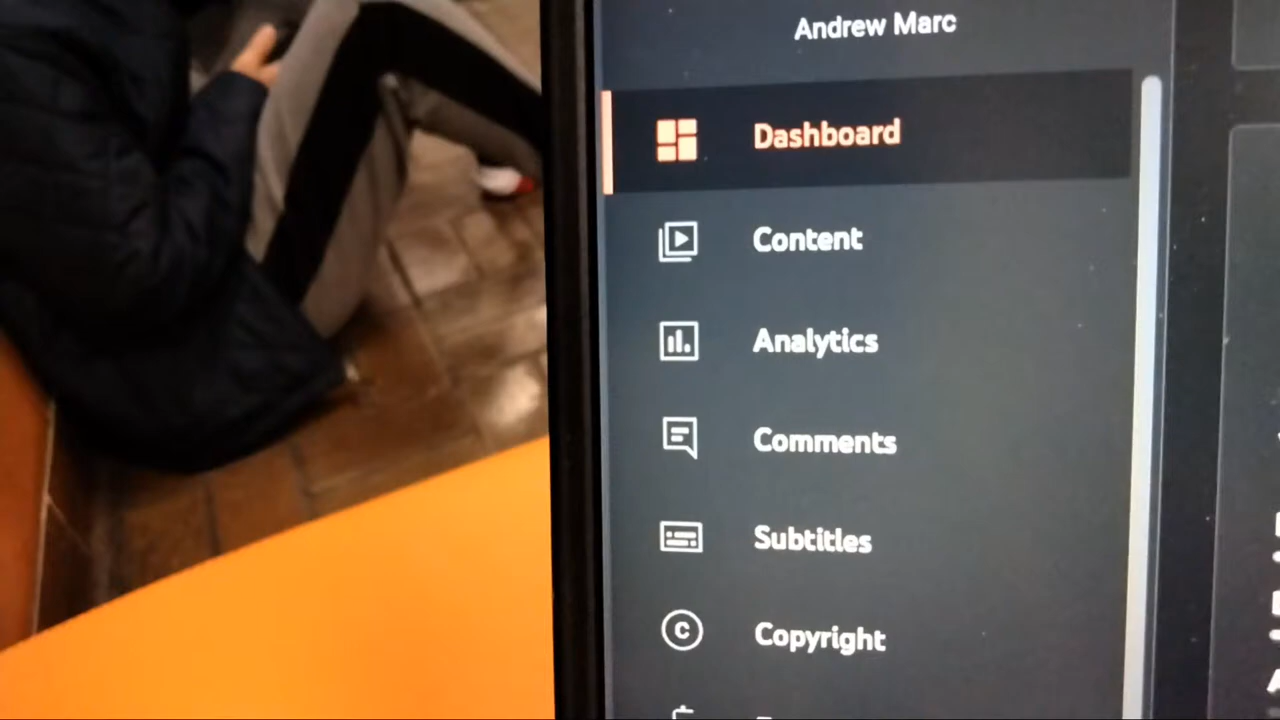 Andrew Marc
Dashboard
Content
Analytics
Comments
Subtitles
Copyright